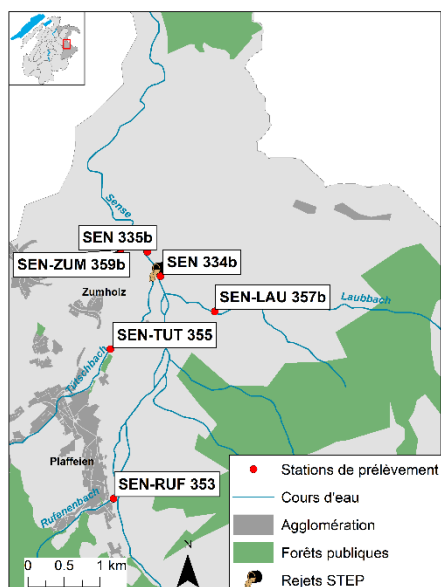 Sense
SEN 335b
SEN-ZUM 359b
SEN 334b
Zumholz
SEN-LAU 357b
Laubbach
SEN-TUT 355
Tütschbach
Plaffeien
SEN-RUF 353
Rufenenbach
Stations de prélèvement
Cours d'eau
Agglomération
Forêts publiques
Rejets STEP
N
0 0.5 1 km